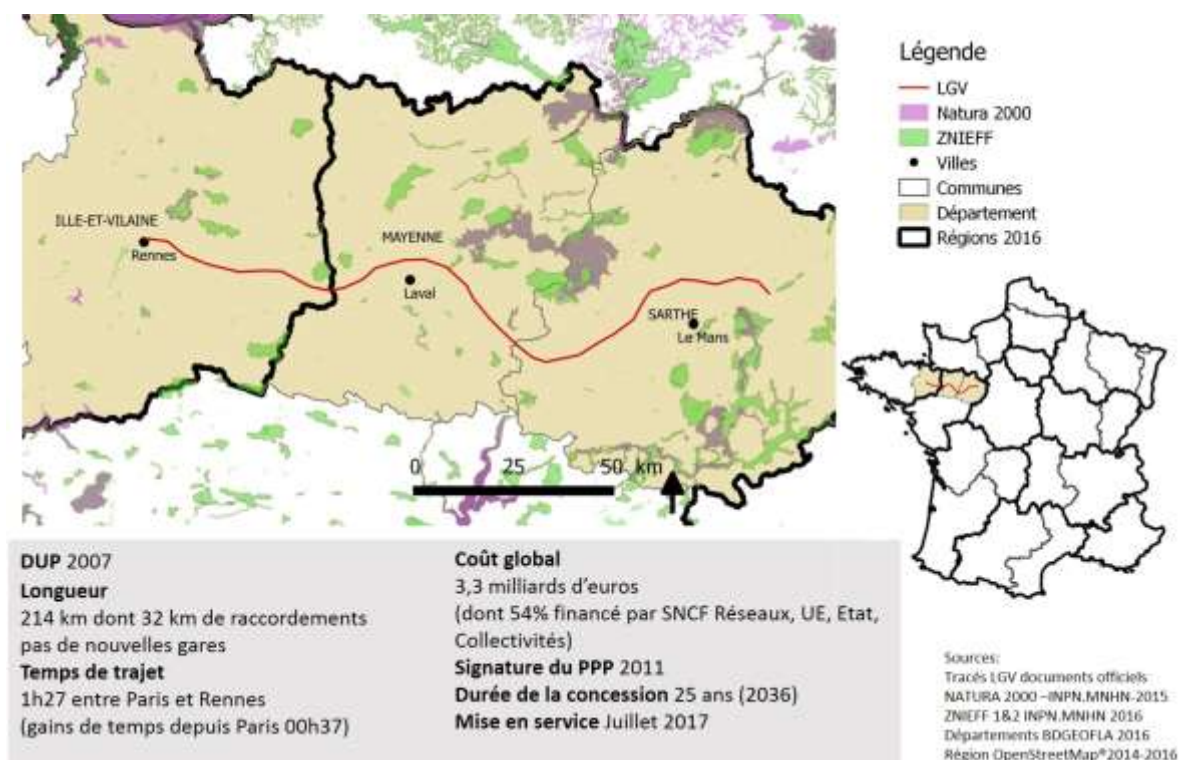 Légende
LGV
Natura 2000
ZNIEFF
Villes
Communes
Département
Régions 2016
ILLE-ET-VILAINE
Rennes
MAYENNE
Laval
SARTHE
Le Mans
0 25 50 km
DUP 2007
Longueur
214 km dont 32 km de raccordements
pas de nouvelles gares
Temps de trajet
1h27 entre Paris et Rennes
(gains de temps depuis Paris 00h37)
Coût global
3,3 milliards d'euros
(dont 54% financé par SNCF Réseaux, UE, Etat,
Collectivités)
Signature du PPP 2011
Durée de la concession 25 ans (2036)
Mise en service Juillet 2017
Sources:
Tracés LGV documents officiels
NATURA 2000 –INPN.MNHN-2015
ZNIEFF 1&2 INPN.MNHN 2016
Départements BDGEOFLA 2016
Région OpenStreetMap®2014-2016